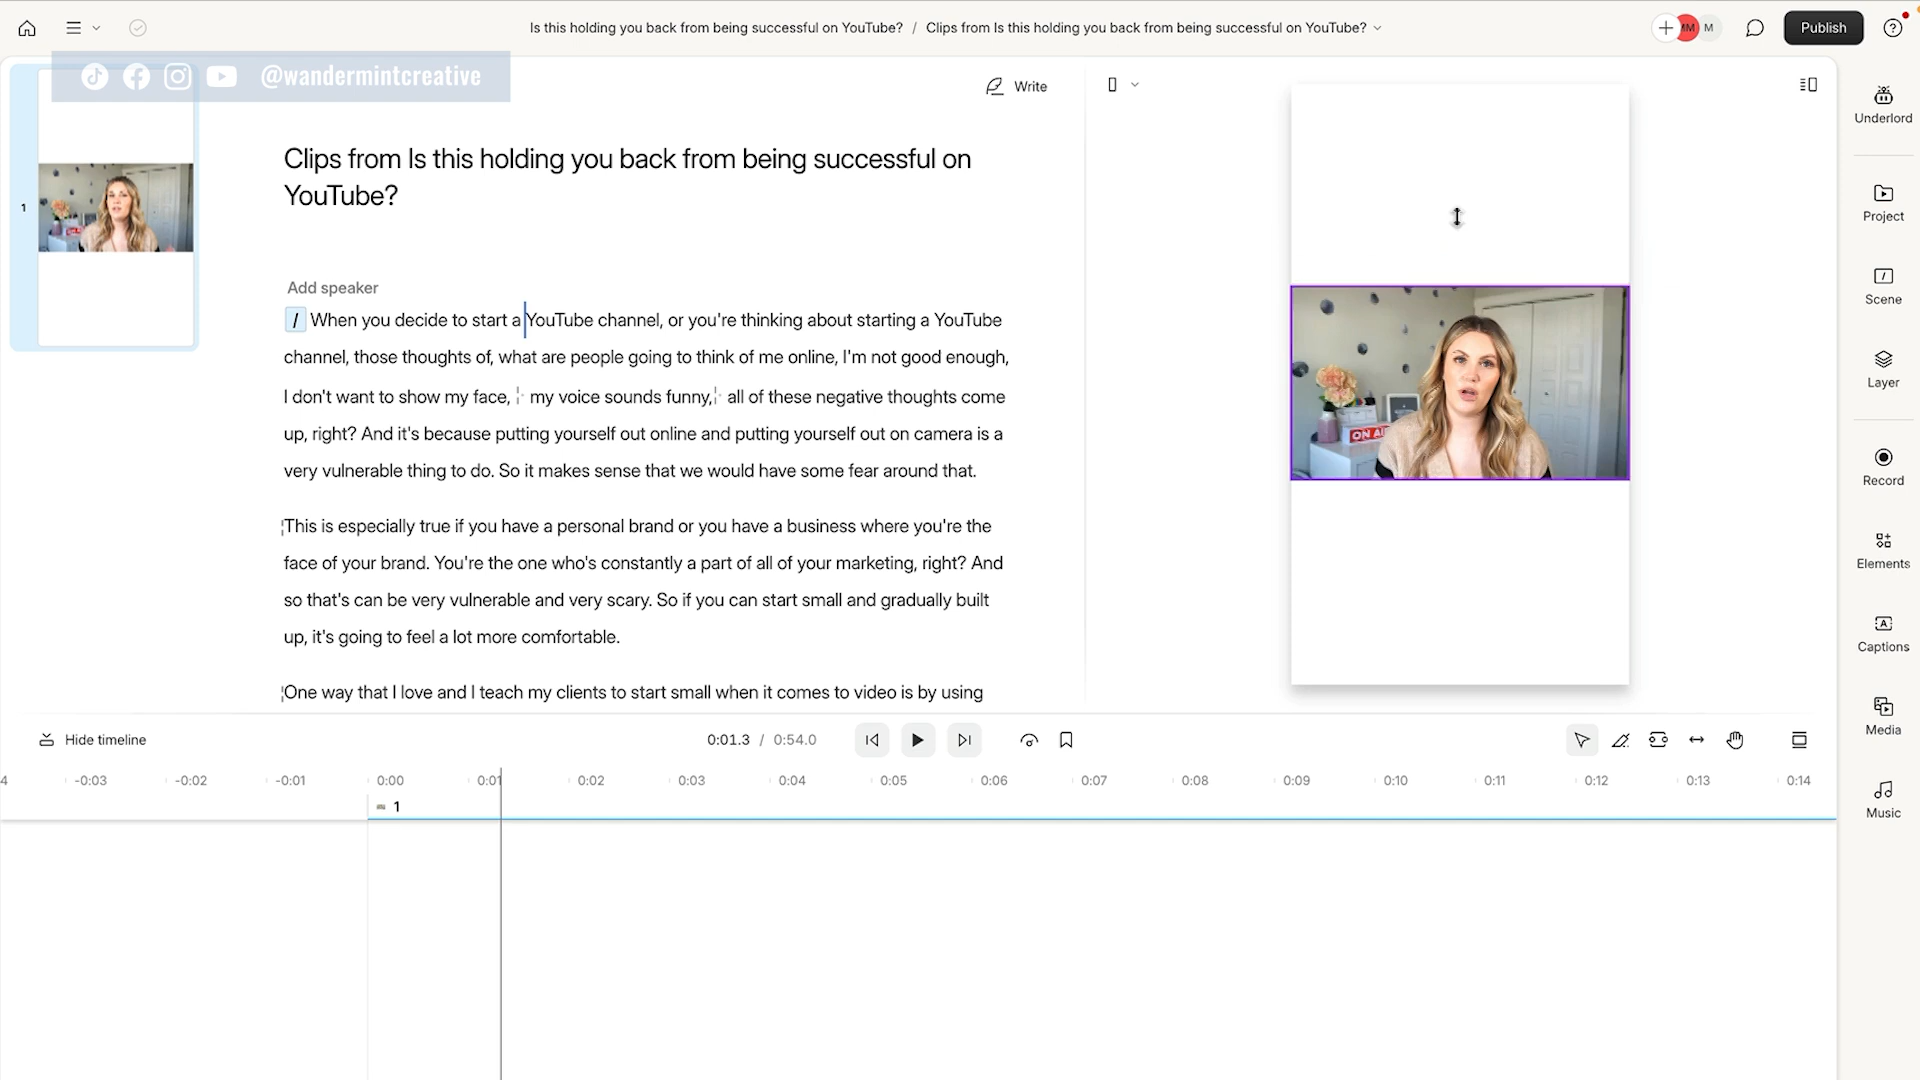 Is this holding you back from being successful on YouTube? / Clips from Is this holding you back from being successful on YouTube?
MM M
Publish
@wandermintcreative
Write
1
Clips from Is this holding you back from being successful on
YouTube?
Add speaker
/ When you decide to start a YouTube channel, or you're thinking about starting a YouTube
channel, those thoughts of, what are people going to think of me online, I'm not good enough,
I don't want to show my face, my voice sounds funny, all of these negative thoughts come
up, right? And it's because putting yourself out online and putting yourself out on camera is a
very vulnerable thing to do. So it makes sense that we would have some fear around that.
This is especially true if you have a personal brand or you have a business where you're the
face of your brand. You're the one who's constantly a part of all of your marketing, right? And
so that's can be very vulnerable and very scary. So if you can start small and gradually built
up, it's going to feel a lot more comfortable.
One way that I love and I teach my clients to start small when it comes to video is by using
ON AI
Underlord
Project
Scene
Layer
Record
Elements
Captions
Media
Music
Hide timeline
0:01.3 / 0:54.0
4 -0:03 -0:02 -0:01 0:00 0:01 0:02 0:03 0:04 0:05 0:06 0:07 0:08 0:09 0:10 0:11 0:12 0:13 0:14
1